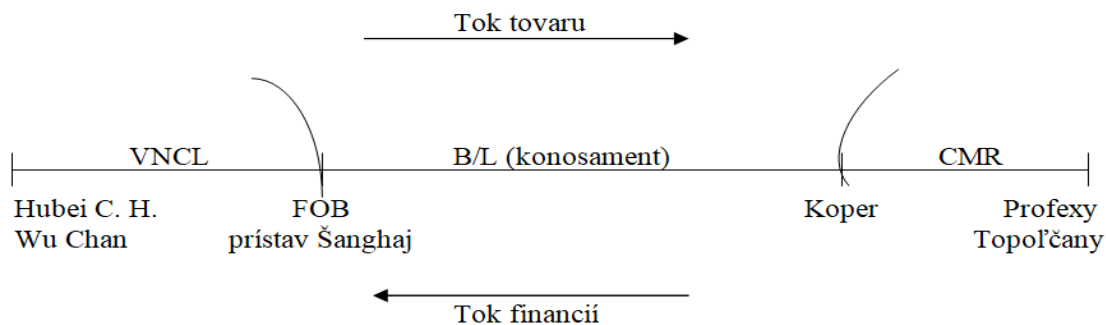 Tok tovaru
VNCL
B/L (konosament)
CMR
Hubei C. H.
Wu Chan
FOB
prístav Šanghaj
Koper
Profexy
Topoľčany
Tok financií